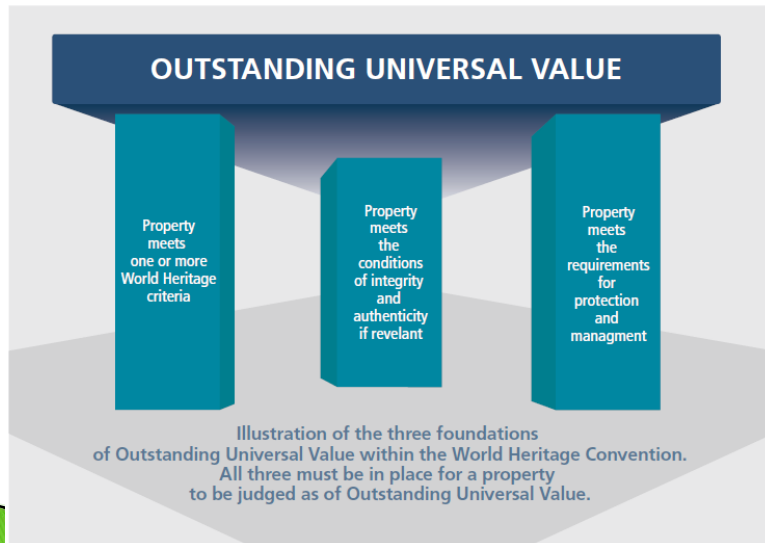 OUTSTANDING UNIVERSAL VALUE
Property
meets
one or more
World Heritage
criteria
Property
meets
the
conditions
of integrity
and
authenticity
if revelant
Property
meets
the
requirements
for
protection
and
managment
Illustration of the three foundations
of Outstanding Universal Value within the World Heritage Convention.
All three must be in place for a property
to be judged as of Outstanding Universal Value.